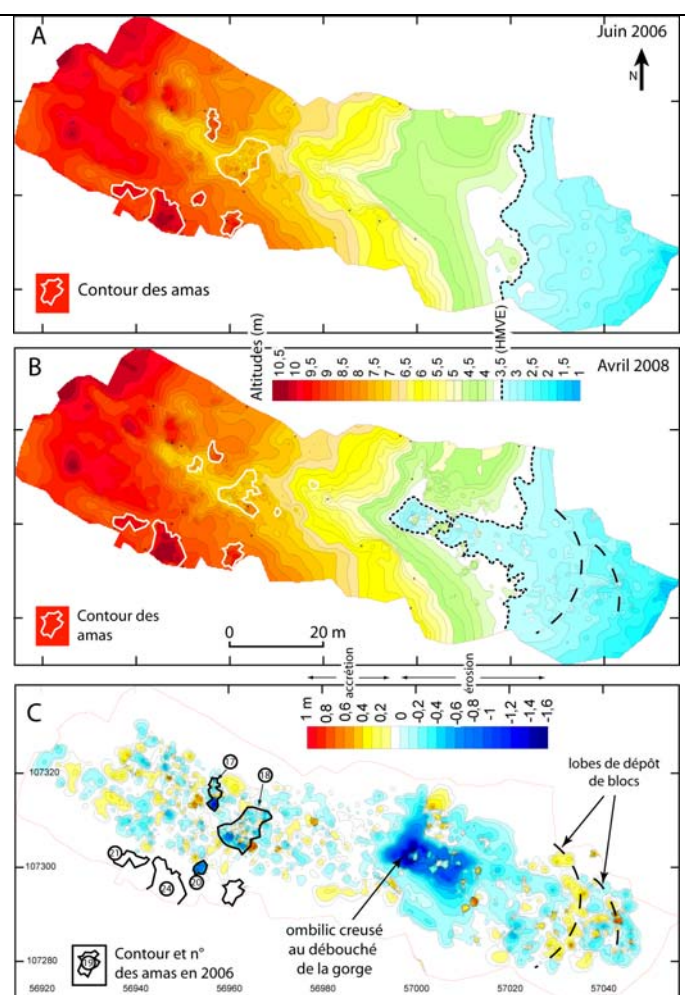 A
Juin 2006
N
Contour des amas
Altitudes (m)
10,5
10
9,5
9
8,5
8
7,5
7
6,5
6
5,5
5
4,5
4
3,5 (HMVE)
3
2,5
2
1,5
1
B
Avril 2008
Contour des
amas
0 20 m
accrétion
érosion
C
1 m
0,8
0,6
0,4
0,2
0
-0,2
-0,4
-0,6
-0,8
-1
-1,2
-1,4
-1,6
lobes de dépôt
de blocs
17
18
107320
107300
21
24
20
ombilic creusé
au débouché
de la gorge
19
Contour et n°
des amas en 2006
107280
56920 56940 56960 56980 57000 57020 57040